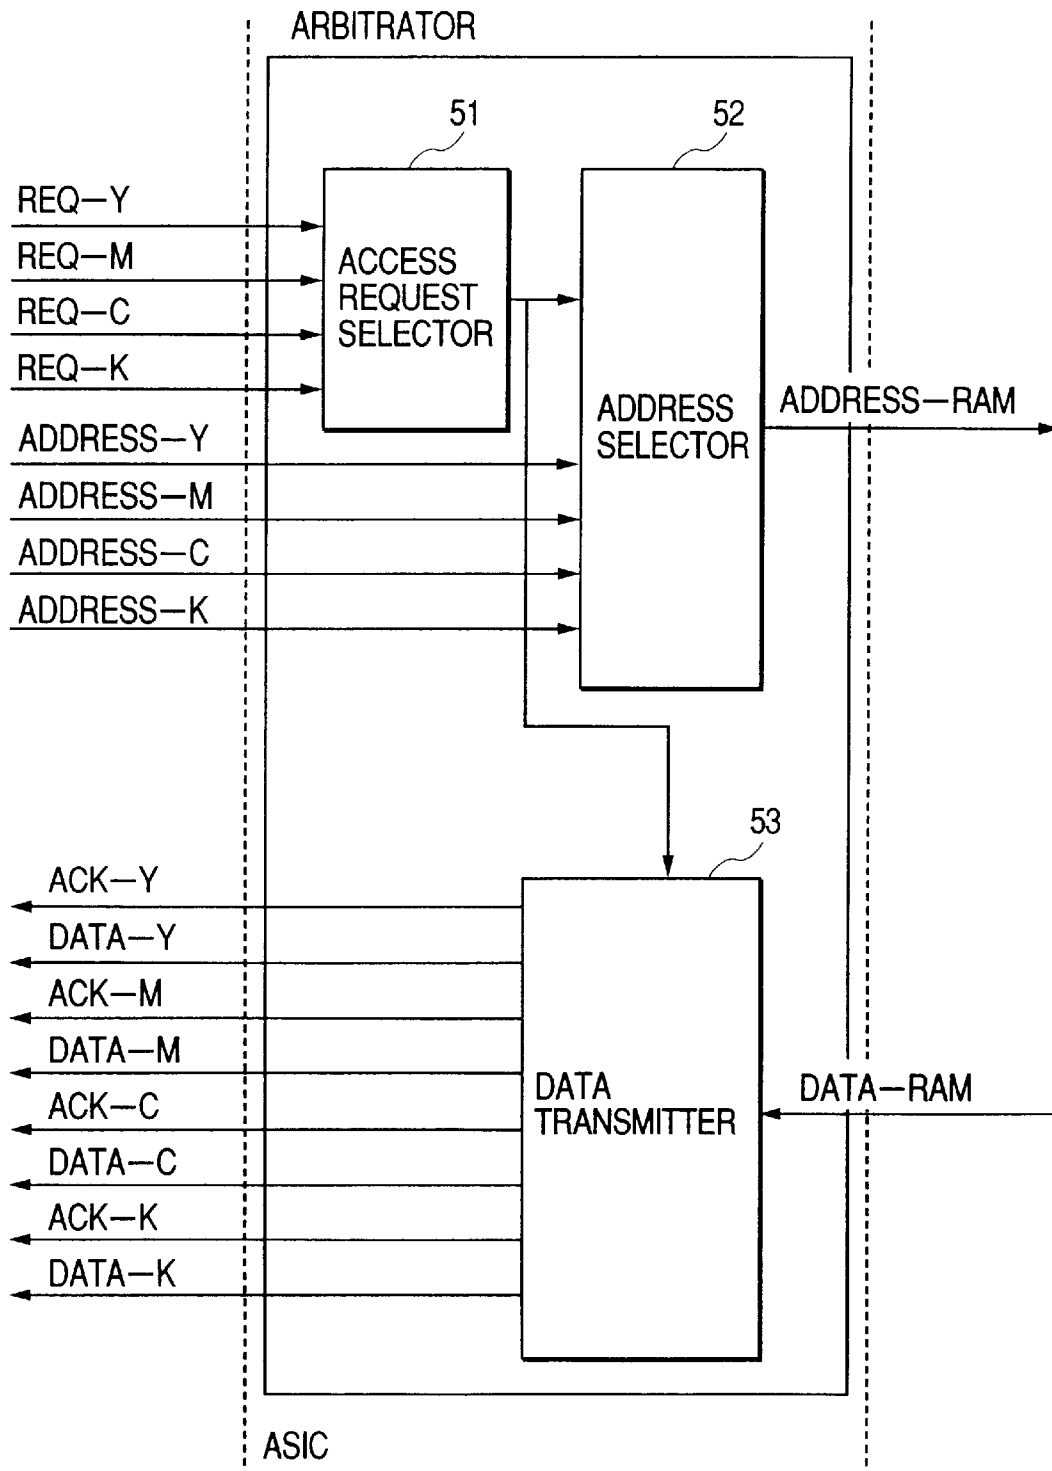 ARBITRATOR
51
52
REQ—Y
REQ—M
REQ—C
REQ—K
ACCESS
REQUEST
SELECTOR
ADDRESS
SELECTOR
ADDRESS—RAM
ADDRESS—Y
ADDRESS—M
ADDRESS—C
ADDRESS—K
53
ACK—Y
DATA—Y
ACK—M
DATA—M
ACK—C
DATA—C
ACK—K
DATA—K
DATA
TRANSMITTER
DATA—RAM
ASIC